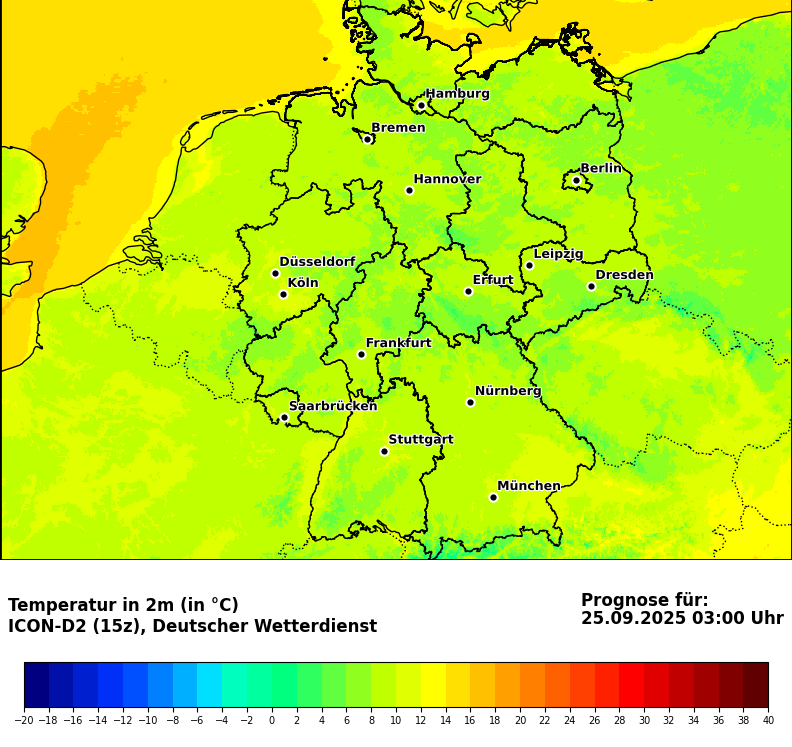 Hamburg
Bremen
Berlin
Hannover
Leipzig
Düsseldorf
Dresden
Köln
Erfurt
Frankfurt
Nürnberg
Saarbrücken
Stuttgart
München
Temperatur in 2m (in °C)
ICON-D2 (15z), Deutscher Wetterdienst
Prognose für:
25.09.2025 03:00 Uhr
−20 −18 −16 −14 −12 −10 −8 −6 −4 −2 0 2 4 6 8 10 12 14 16 18 20 22 24 26 28 30 32 34 36 38 40